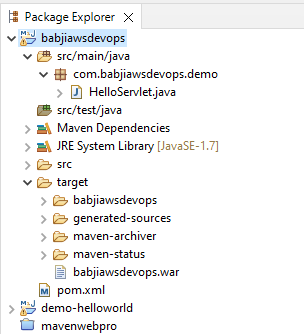 Package Explorer
babjiawsdevops
src/main/java
com.babjiawsdevops.demo
HelloServlet.java
src/test/java
Maven Dependencies
JRE System Library [JavaSE-1.7]
src
target
babjiawsdevops
generated-sources
maven-archiver
maven-status
babjiawsdevops.war
pom.xml
demo-helloworld
mavenwebpro